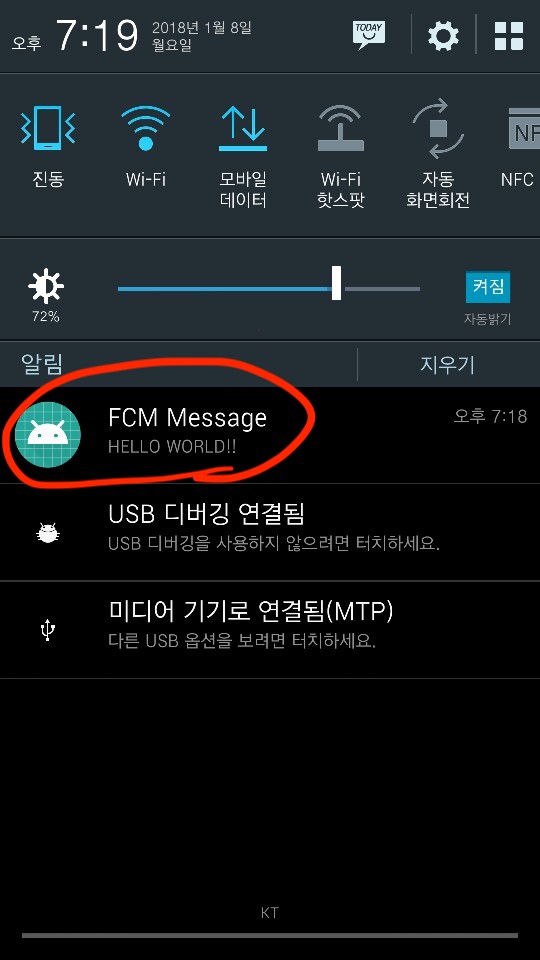 오후 7:19 2018년 1월 8일
월요일
TODAY
진동
Wi-Fi
모바일
데이터
Wi-Fi
핫스팟
자동
화면회전
NF
NFC
72%
켜짐
자동밝기
알림
지우기
FCM Message
오후 7:18
HELLO WORLD!!
USB 디버깅 연결됨
USB 디버깅을 사용하지 않으려면 터치하세요.
미디어 기기로 연결됨(MTP)
다른 USB 옵션을 보려면 터치하세요.
KT